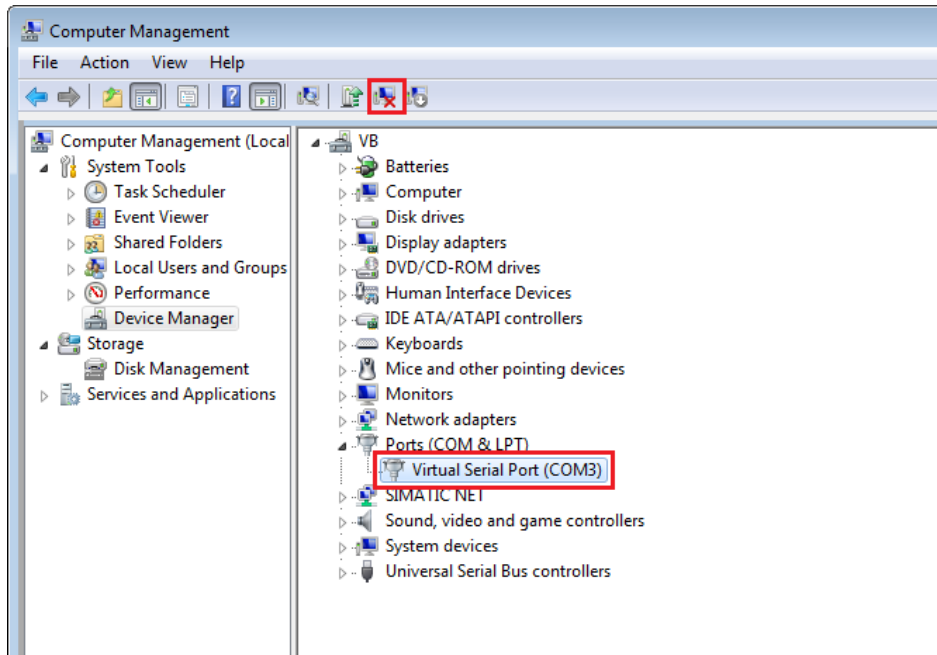 Computer Management
File Action View Help
Computer Management (Local
System Tools
Task Scheduler
Event Viewer
Shared Folders
Local Users and Groups
Performance
Device Manager
Storage
Disk Management
Services and Applications
VB
Batteries
Computer
Disk drives
Display adapters
DVD/CD-ROM drives
Human Interface Devices
IDE ATA/ATAPI controllers
Keyboards
Mice and other pointing devices
Monitors
Network adapters
Ports (COM & LPT)
Virtual Serial Port (COM3)
SIMATIC NET
Sound, video and game controllers
System devices
Universal Serial Bus controllers